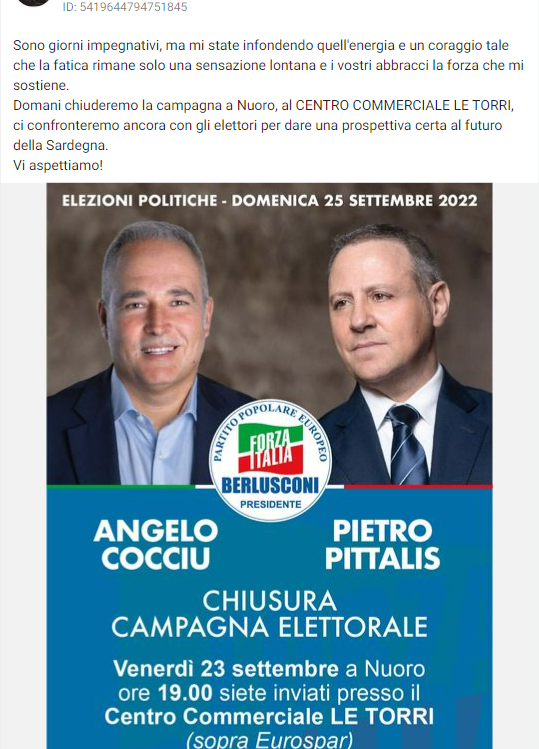 ID: 5419644794751845
Sono giorni impegnativi, ma mi state infondendo quell'energia e un coraggio tale
che la fatica rimane solo una sensazione lontana e i vostri abbracci la forza che mi
sostiene.
Domani chiuderemo la campagna a Nuoro, al CENTRO COMMERCIALE LE TORRI,
ci confronteremo ancora con gli elettori per dare una prospettiva certa al futuro
della Sardegna.
Vi aspettiamo!
ELEZIONI POLITICHE - DOMENICA 25 SETTEMBRE 2022
PARTITO POPOLARE EUROPEO
FORZA
ITALIA
BERLUSCONI
PRESIDENTE
ANGELO
COCCIU
PIETRO
PITTALIS
CHIUSURA
CAMPAGNA ELETTORALE
Venerdì 23 settembre a Nuoro
ore 19.00 siete inviati presso il
Centro Commerciale LE TORRI
(sopra Eurospar)